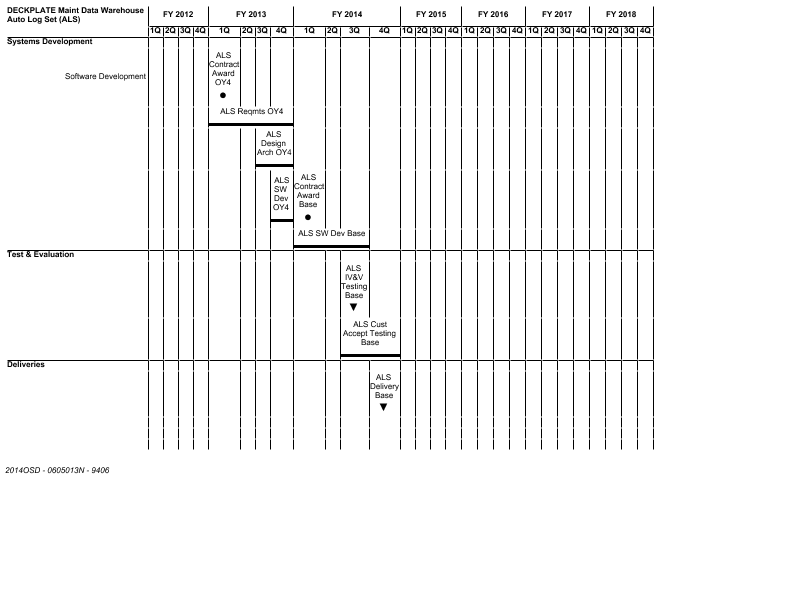 DECKPLATE Maint Data Warehouse
Auto Log Set (ALS)
FY 2012 FY 2013 FY 2014 FY 2015 FY 2016 FY 2017 FY 2018
1Q 2Q 3Q 4Q 1Q 2Q 3Q 4Q 1Q 2Q 3Q 4Q 1Q 2Q 3Q 4Q 1Q 2Q 3Q 4Q 1Q 2Q 3Q 4Q 1Q 2Q 3Q 4Q
Systems Development
Software Development
ALS
Contract
Award
OY4
ALS Reqmts OY4
ALS
Design
Arch OY4
ALS
SW
Dev
OY4
ALS
Contract
Award
Base
ALS SW Dev Base
Test & Evaluation
ALS
IV&V
Testing
Base
ALS Cust
Accept Testing
Base
Deliveries
ALS
Delivery
Base
2014OSD - 0605013N - 9406